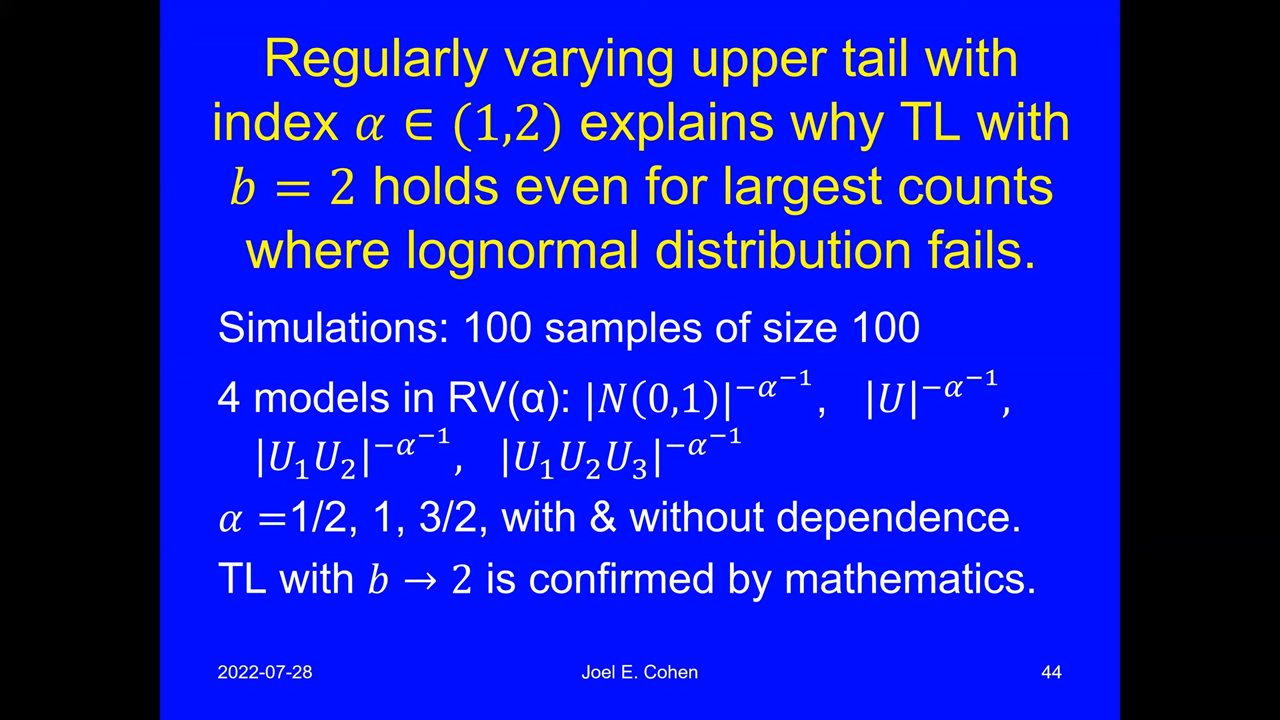 Regularly varying upper tail with
index 𝛼 ∈ (1,2) explains why TL with
𝑏 = 2 holds even for largest counts
where lognormal distribution fails.
Simulations: 100 samples of size 100
4 models in RV(α): |𝑁(0,1)|^{−𝛼^{−1}}, |𝑈|^{−𝛼^{−1}},
|𝑈₁𝑈₂|^{−𝛼^{−1}}, |𝑈₁𝑈₂𝑈₃|^{−𝛼^{−1}}
𝛼 =1/2, 1, 3/2, with & without dependence.
TL with 𝑏 → 2 is confirmed by mathematics.
2022-07-28 Joel E. Cohen 44